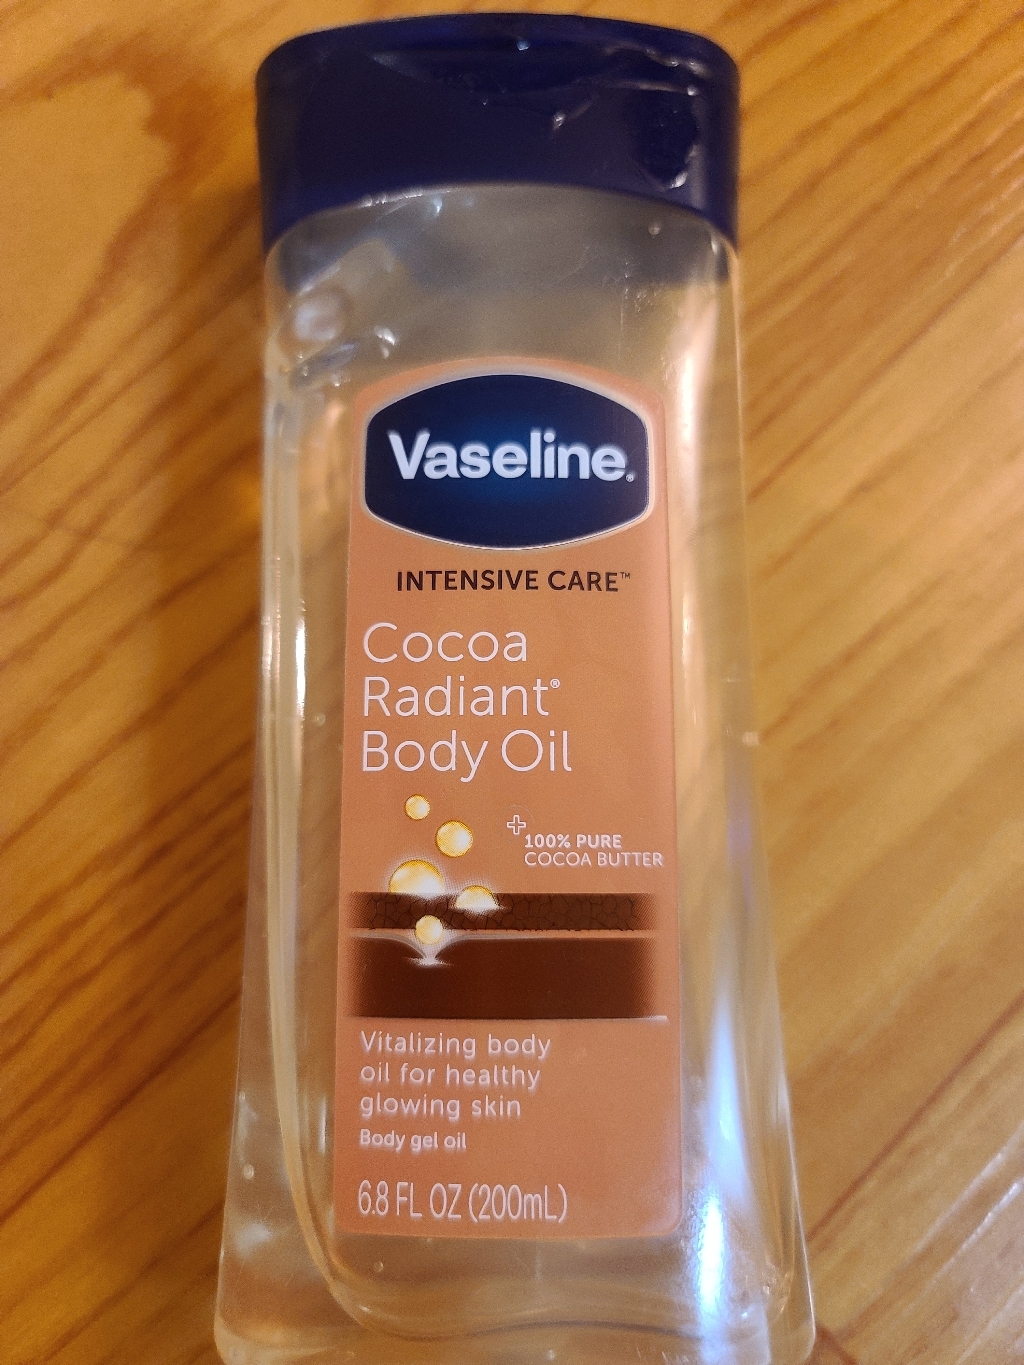 Vaseline®
INTENSIVE CARE™
Cocoa
Radiant®
Body Oil
+
100% PURE
COCOA BUTTER
Vitalizing body
oil for healthy
glowing skin
Body gel oil
6.8 FL OZ (200mL)